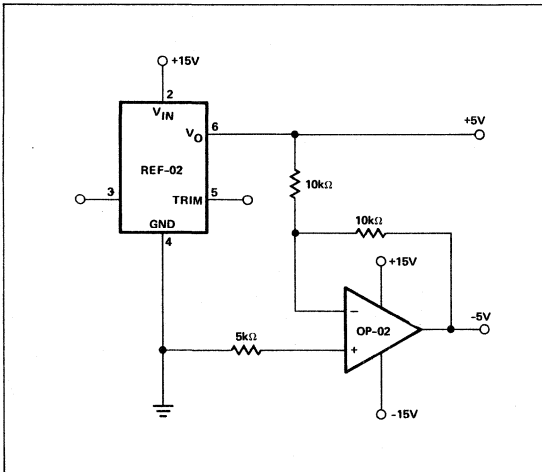 +15V
2
VIN
VO
6
+5V
REF-02
10kΩ
3
TRIM
5
10kΩ
GND
4
+15V
−
OP-02
-5V
5kΩ
+
-15V